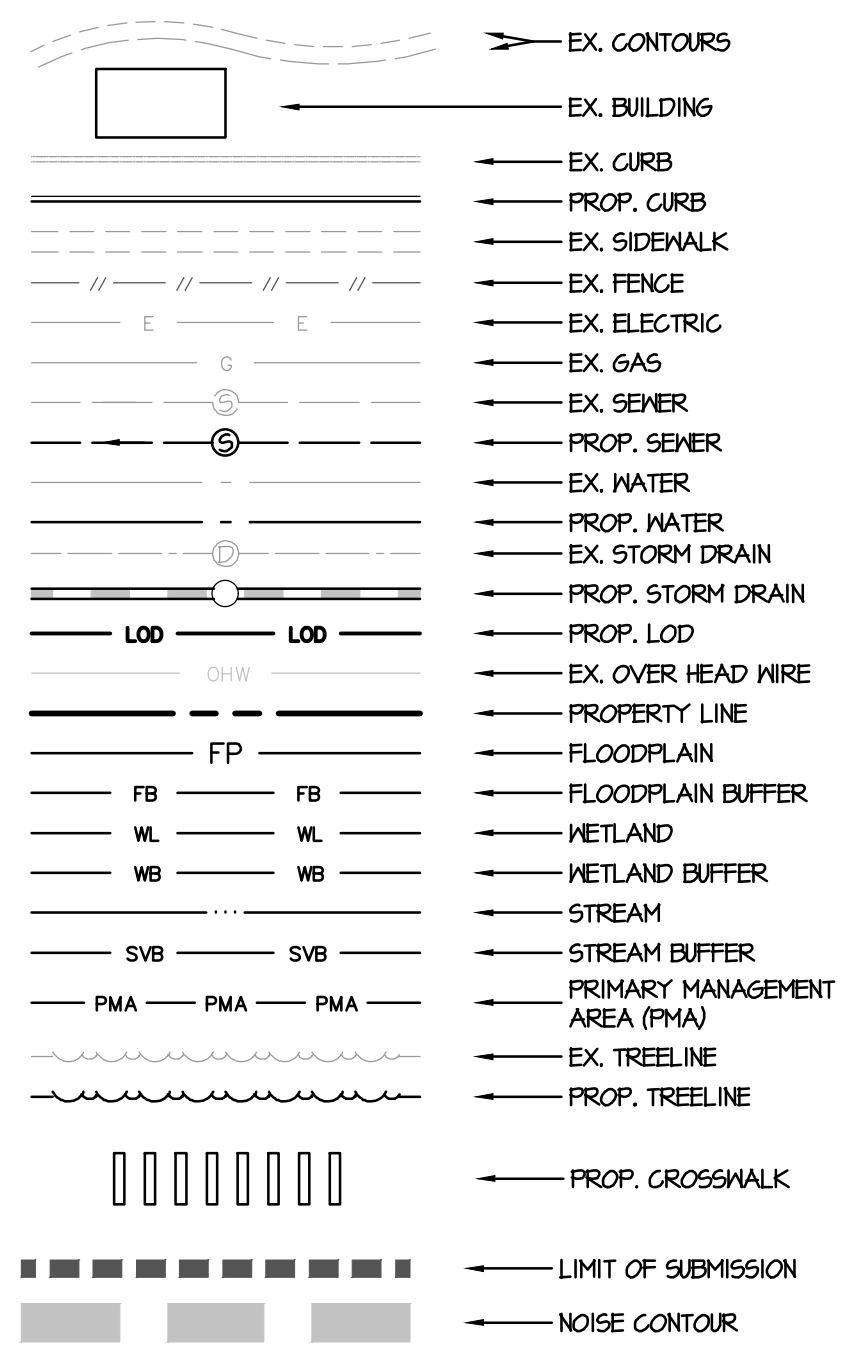 EX. CONTOURS
EX. BUILDING
EX. CURB
PROP. CURB
EX. SIDEWALK
// // // // EX. FENCE
E E EX. ELECTRIC
G EX. GAS
S EX. SEWER
S PROP. SEWER
EX. WATER
PROP. WATER
D EX. STORM DRAIN
PROP. STORM DRAIN
LOD LOD PROP. LOD
OHW EX. OVER HEAD WIRE
PROPERTY LINE
FP FLOODPLAIN
FB FB FLOODPLAIN BUFFER
WL WL WETLAND
WB WB WETLAND BUFFER
STREAM
SVB SVB STREAM BUFFER
PMA PMA PMA PRIMARY MANAGEMENT
AREA (PMA)
EX. TREELINE
PROP. TREELINE
PROP. CROSSWALK
LIMIT OF SUBMISSION
NOISE CONTOUR